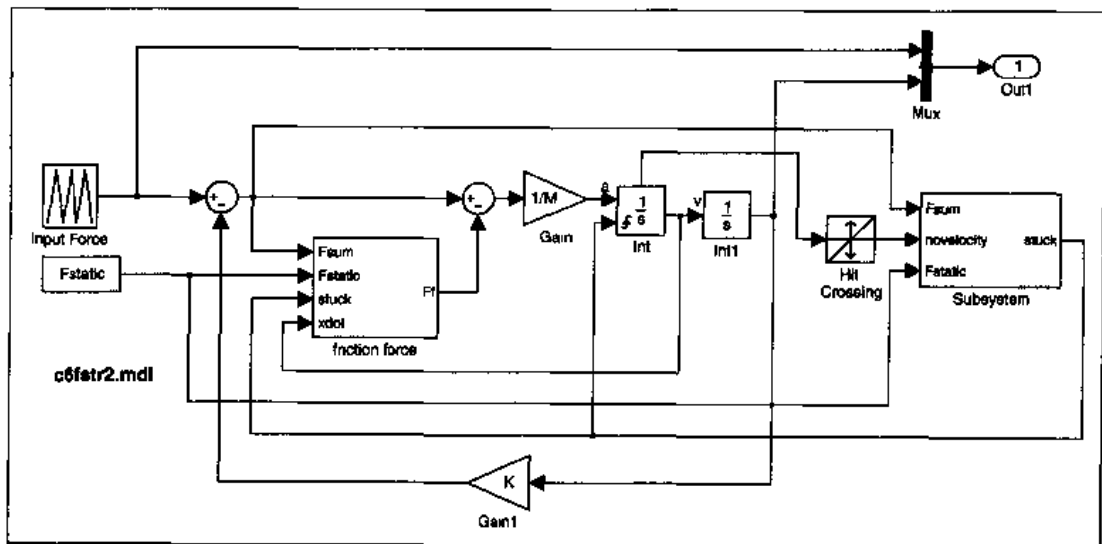 1
Out1
Mux
+
-
+
-
1/M
Gain
a
1
s
Int
v
1
s
Int1
Input Force
Fstatic
Fsum
Fstatic
stuck
xdot
Ff
friction force
Hit
Crossing
Fsum
novelocity
Fstatic
stuck
Subsystem
c6fstr2.mdl
K
Gain1